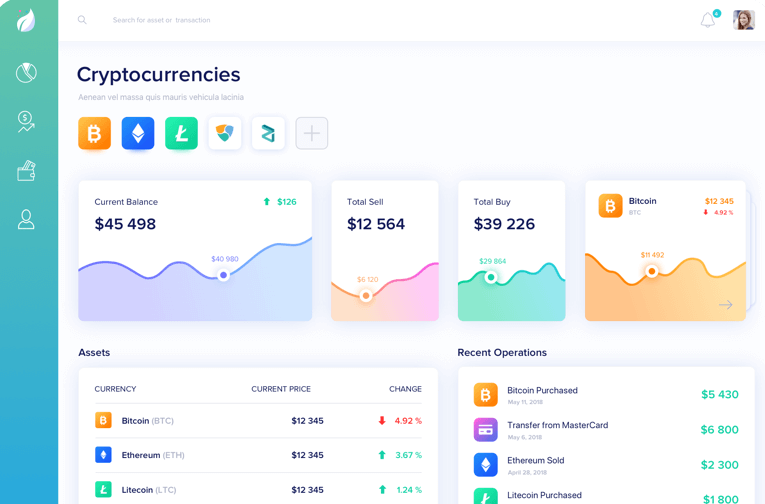 Search for asset or transaction
4
Cryptocurrencies
Aenean vel massa quis mauris vehicula lacinia
Current Balance
$126
$45 498
$40 980
Total Sell
$12 564
$6 120
Total Buy
$39 226
$29 864
Bitcoin
$12 345
BTC
4.92 %
$11 492
Assets
CURRENCY CURRENT PRICE CHANGE
Bitcoin (BTC) $12 345 4.92 %
Ethereum (ETH) $12 345 3.67 %
Litecoin (LTC) $12 345 1.24 %
Recent Operations
Bitcoin Purchased
May 11, 2018
$5 430
Transfer from MasterCard
May 6, 2018
$6 800
Ethereum Sold
April 28, 2018
$2 300
Litecoin Purchased
$1 800